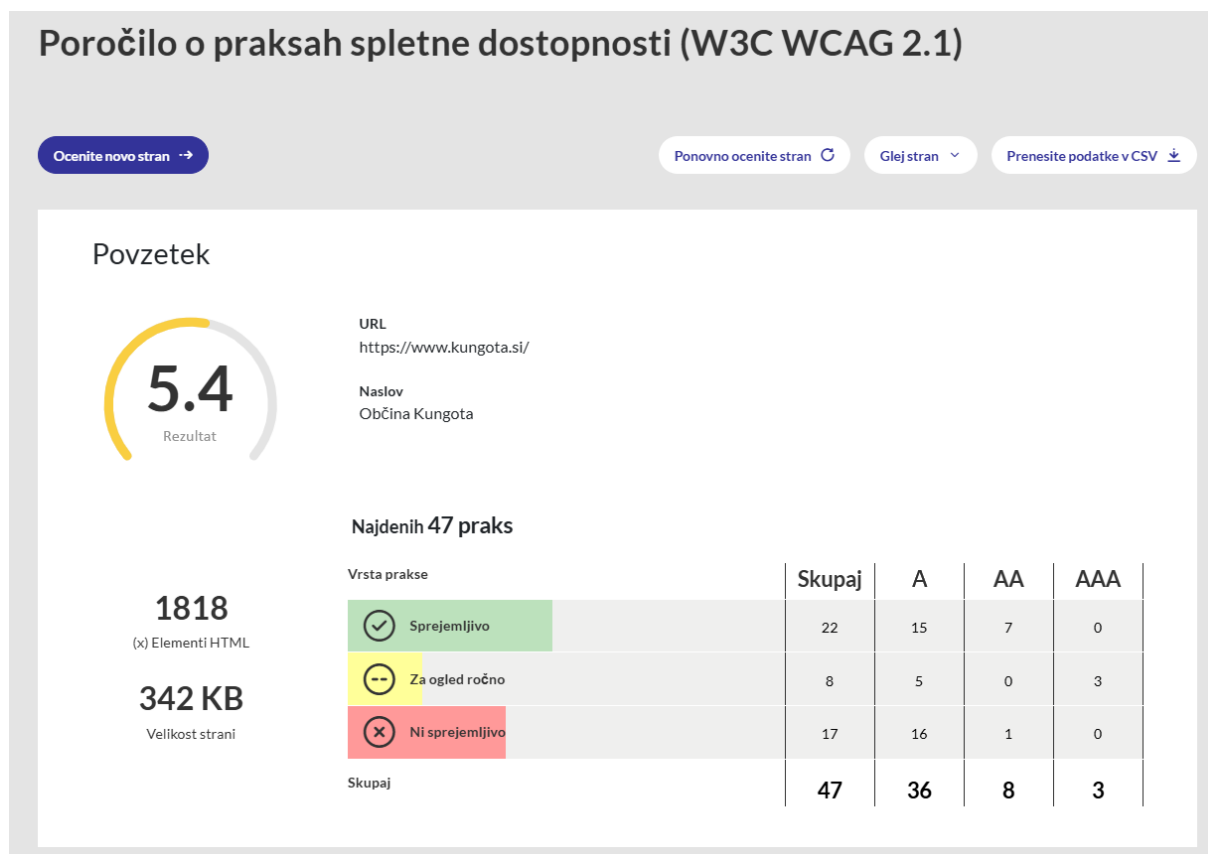 Poročilo o praksah spletne dostopnosti (W3C WCAG 2.1)
Ocenite novo stran
Ponovno ocenite stran
Glej stran
Prenesite podatke v CSV
Povzetek
5.4
Rezultat
URL
https://www.kungota.si/
Naslov
Občina Kungota
Najdenih 47 praks
1818
(x) Elementi HTML
342 KB
Velikost strani
Vrsta prakse Skupaj A AA AAA
Sprejemljivo 22 15 7 0
Za ogled ročno 8 5 0 3
Ni sprejemljivo 17 16 1 0
Skupaj 47 36 8 3